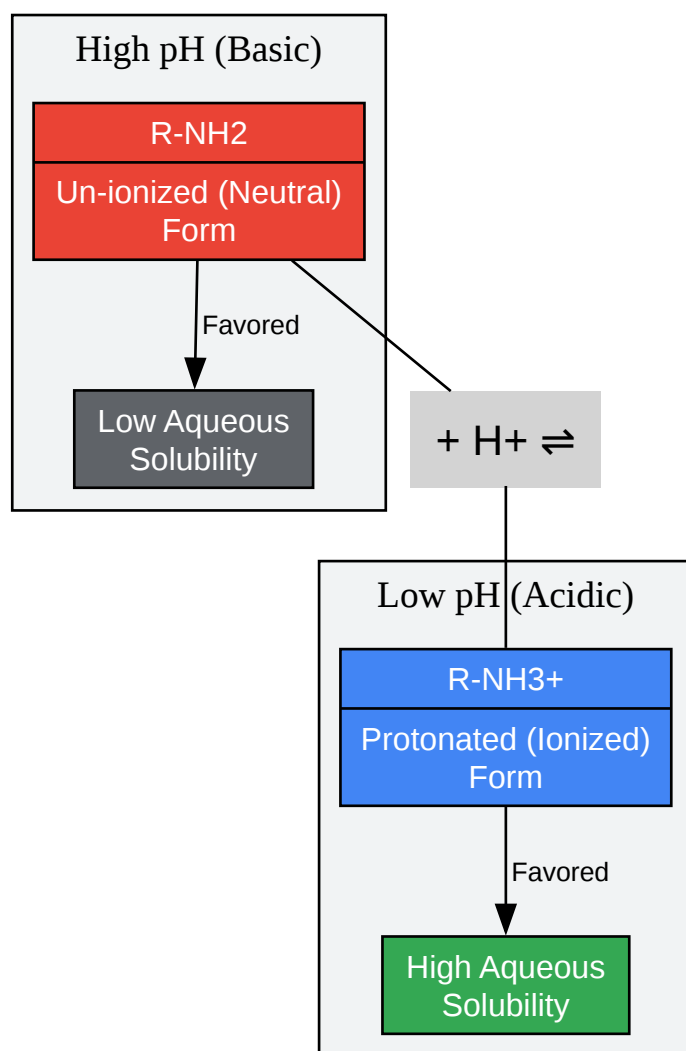 High pH (Basic)
R-NH2
Un-ionized (Neutral)
Form
Favored
Low Aqueous
Solubility
+ H+ ⇌
Low pH (Acidic)
R-NH3+
Protonated (Ionized)
Form
Favored
High Aqueous
Solubility